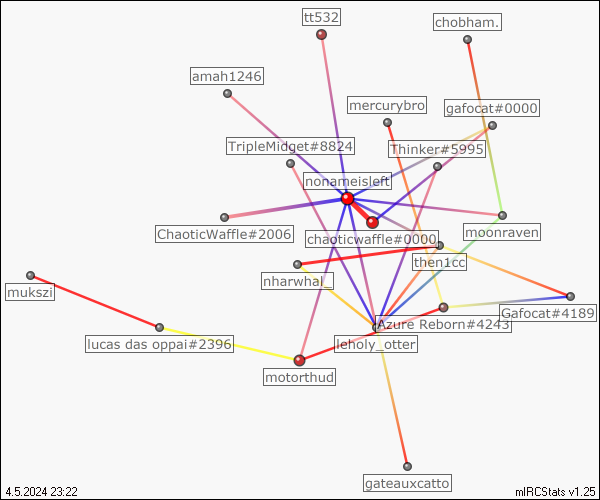 tt532
chobham.
amah1246
mercurybro
gafocat#0000
TripleMidget#8824
Thinker#5995
nonameisleft
ChaoticWaffle#2006
chaoticwaffle#0000
moonraven
then1cc
nharwhal_
mukszi
Gafocat#4189
Azure Reborn#4243
lucas das oppai#2396
leholy_otter
motorthud
gateauxcatto
4.5.2024 23:22
mIRCStats v1.25